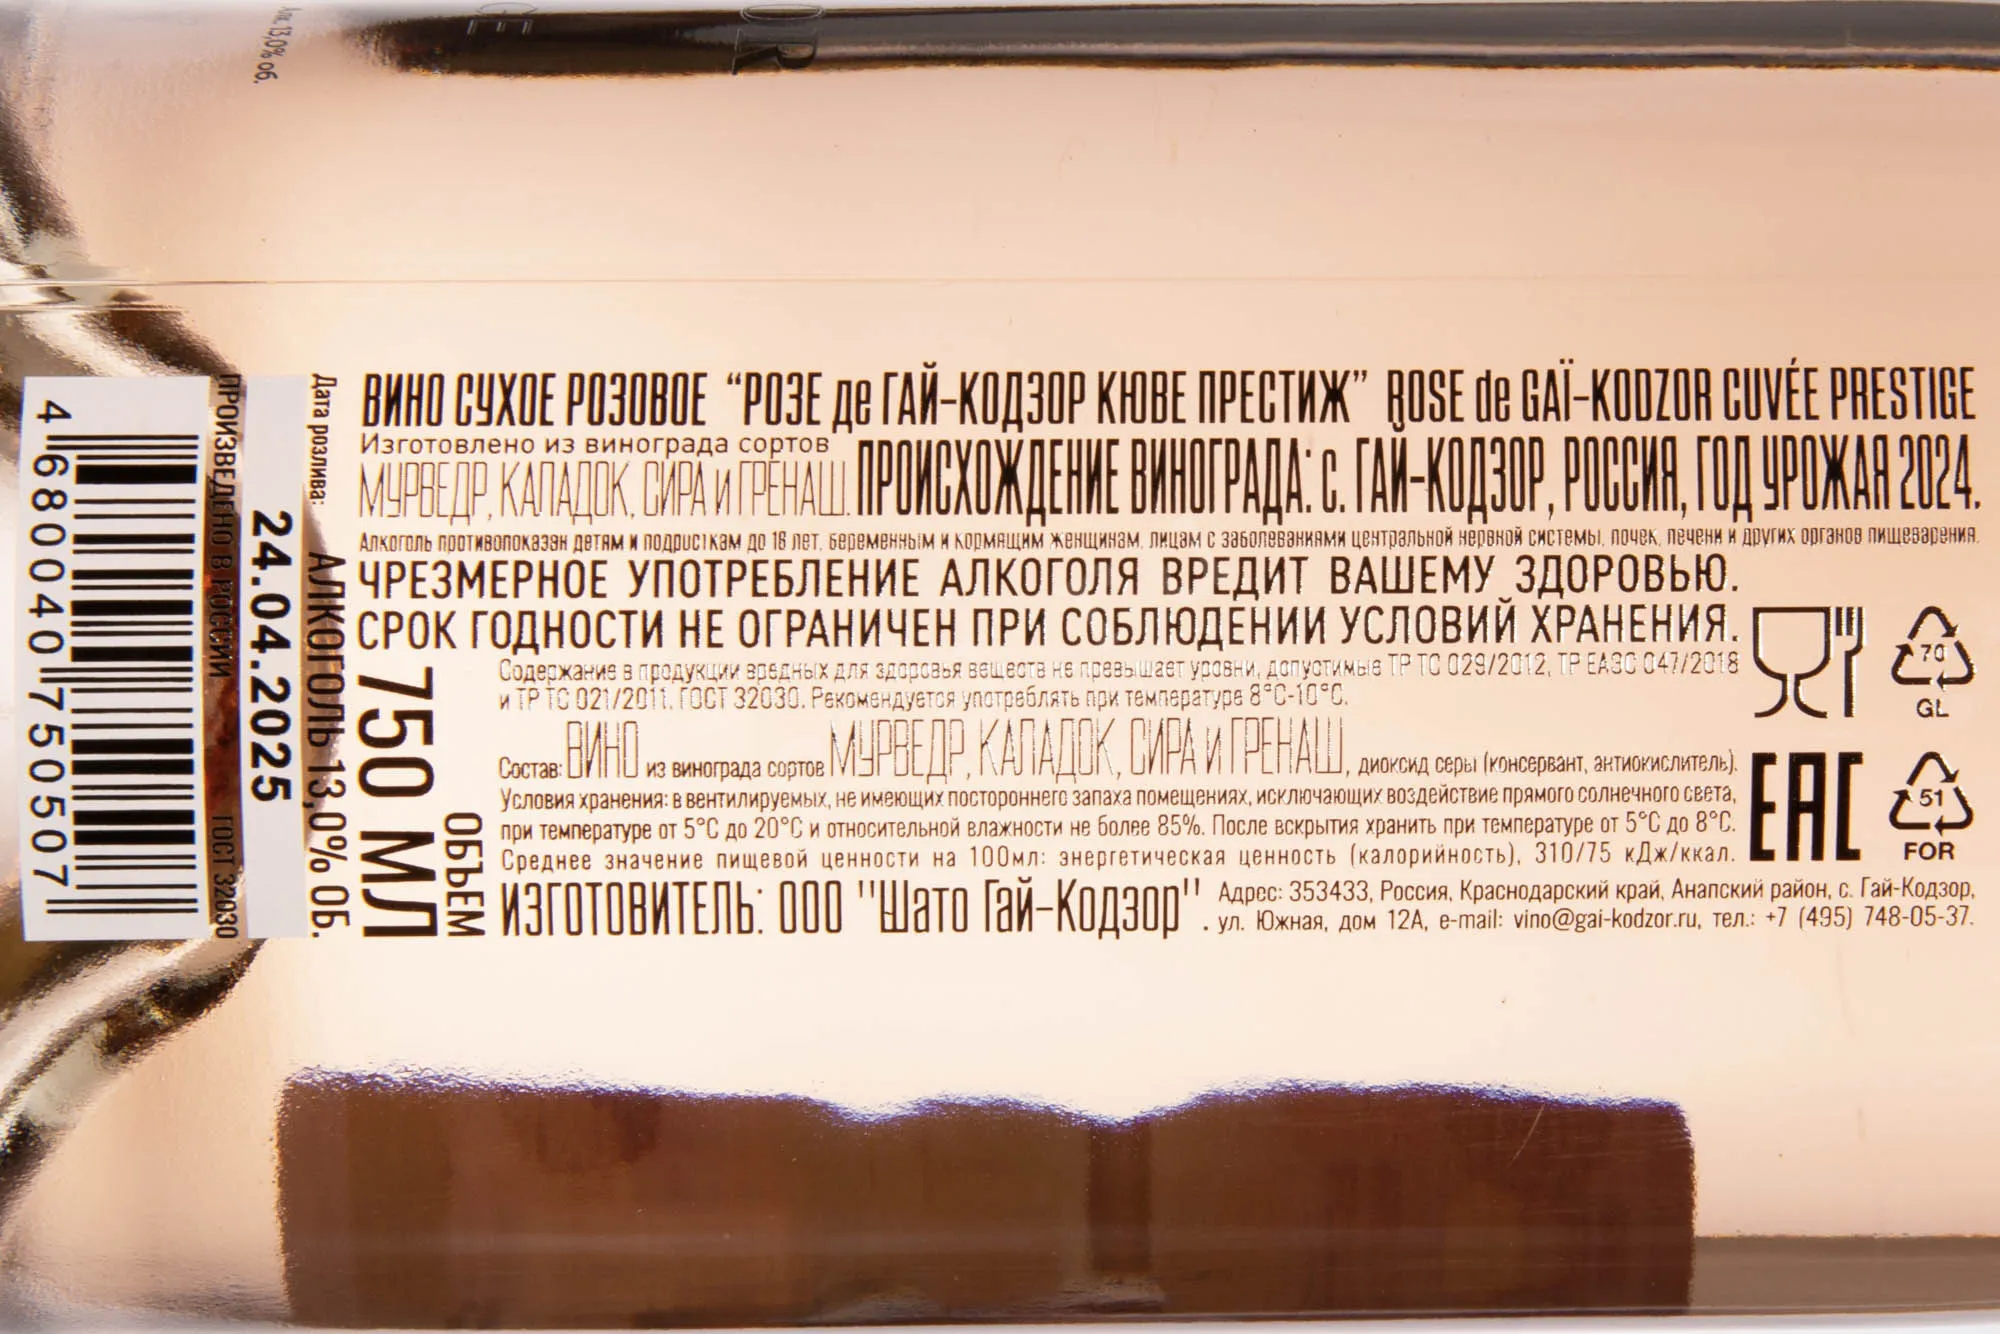 Алк. 13,0% об.
ВИНО СУХОЕ РОЗОВОЕ “РОЗЕ де ГАЙ-КОДЗОР КЮВЕ ПРЕСТИЖ” ROSE de GAÏ-KODZOR CUVÉE PRESTIGE
Изготовлено из винограда сортов
МУРВЕДР, КАЛАДОК, СИРА и ГРЕНАШ. ПРОИСХОЖДЕНИЕ ВИНОГРАДА: С. ГАЙ-КОДЗОР, РОССИЯ, ГОД УРОЖАЯ 2024.
Алкоголь противопоказан детям и подросткам до 18 лет, беременным и кормящим женщинам, лицам с заболеваниями центральной нервной системы, почек, печени и других органов пищеварения.
ЧРЕЗМЕРНОЕ УПОТРЕБЛЕНИЕ АЛКОГОЛЯ ВРЕДИТ ВАШЕМУ ЗДОРОВЬЮ.
СРОК ГОДНОСТИ НЕ ОГРАНИЧЕН ПРИ СОБЛЮДЕНИИ УСЛОВИЙ ХРАНЕНИЯ.
Содержание в продукции вредных для здоровья веществ не превышает уровни, допустимые ТР ТС 029/2012, ТР ЕАЭС 047/2018
и ТР ТС 021/2011. ГОСТ 32030. Рекомендуется употреблять при температуре 8°С-10°С.
Состав: ВИНО из винограда сортов МУРВЕДР, КАЛАДОК, СИРА И ГРЕНАШ, диоксид серы (консервант, антиокислитель).
Условия хранения: в вентилируемых, не имеющих постороннего запаха помещениях, исключающих воздействие прямого солнечного света,
при температуре от 5°С до 20°С и относительной влажности не более 85%. После вскрытия хранить при температуре от 5°С до 8°С.
Среднее значение пищевой ценности на 100мл: энергетическая ценность (калорийность), 310/75 кДж/ккал.
ИЗГОТОВИТЕЛЬ: ООО "Шато Гай-Кодзор" . Адрес: 353433, Россия, Краснодарский край, Анапский район, с. Гай-Кодзор,
ул. Южная, дом 12А, e-mail: vino@gai-kodzor.ru, тел.: +7 (495) 748-05-37.
70
GL
EAC
51
FOR
ОБЪЕМ
750 МЛ
АЛКОГОЛЬ 13,0% ОБ.
Дата розлива:
24.04.2025
ПРОИЗВЕДЕНО В РОССИИ ГОСТ 32030
4680040750507